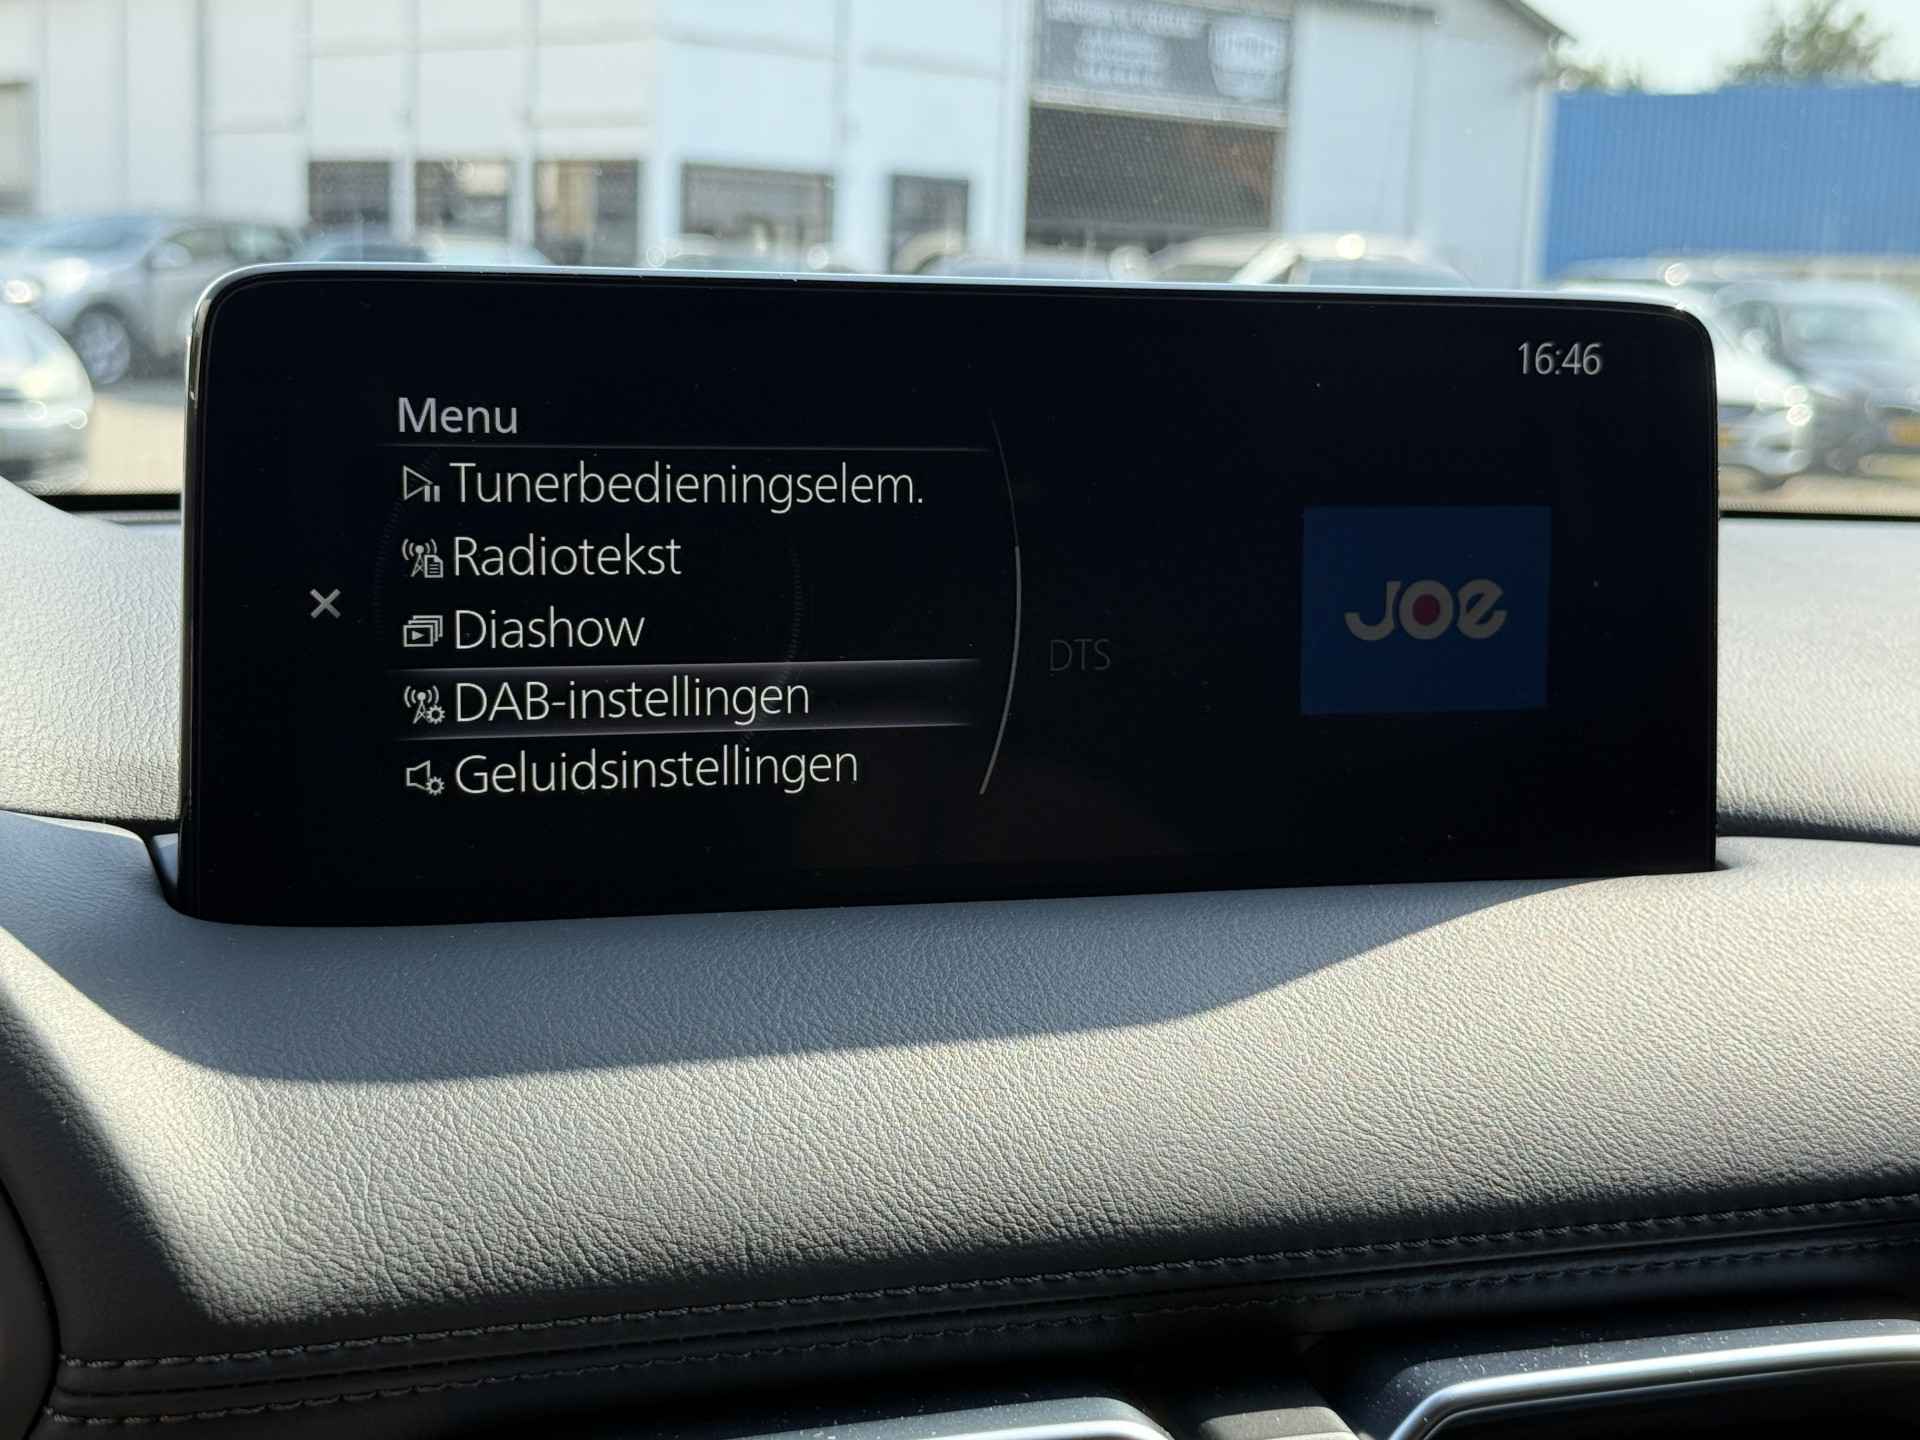 16:46
Menu
Tunerbedieningselem.
Radiotekst
Diashow
DAB-instellingen
Geluidsinstellingen
DTS
JOE